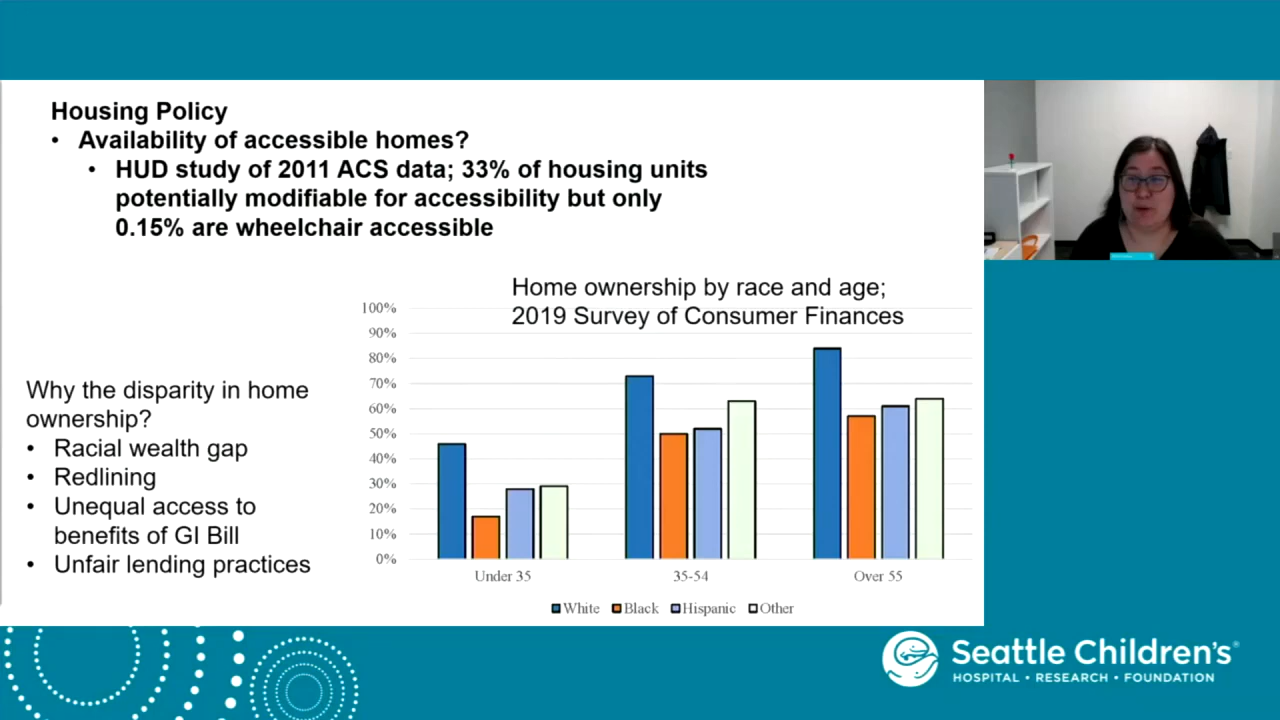 Housing Policy
• Availability of accessible homes?
• HUD study of 2011 ACS data; 33% of housing units
potentially modifiable for accessibility but only
0.15% are wheelchair accessible
Home ownership by race and age;
2019 Survey of Consumer Finances
100%
90%
80%
70%
60%
50%
40%
30%
20%
10%
0%
Under 35
35-54
Over 55
White
Black
Hispanic
Other
Why the disparity in home
ownership?
• Racial wealth gap
• Redlining
• Unequal access to
benefits of GI Bill
• Unfair lending practices
Seattle Children's®
HOSPITAL • RESEARCH • FOUNDATION